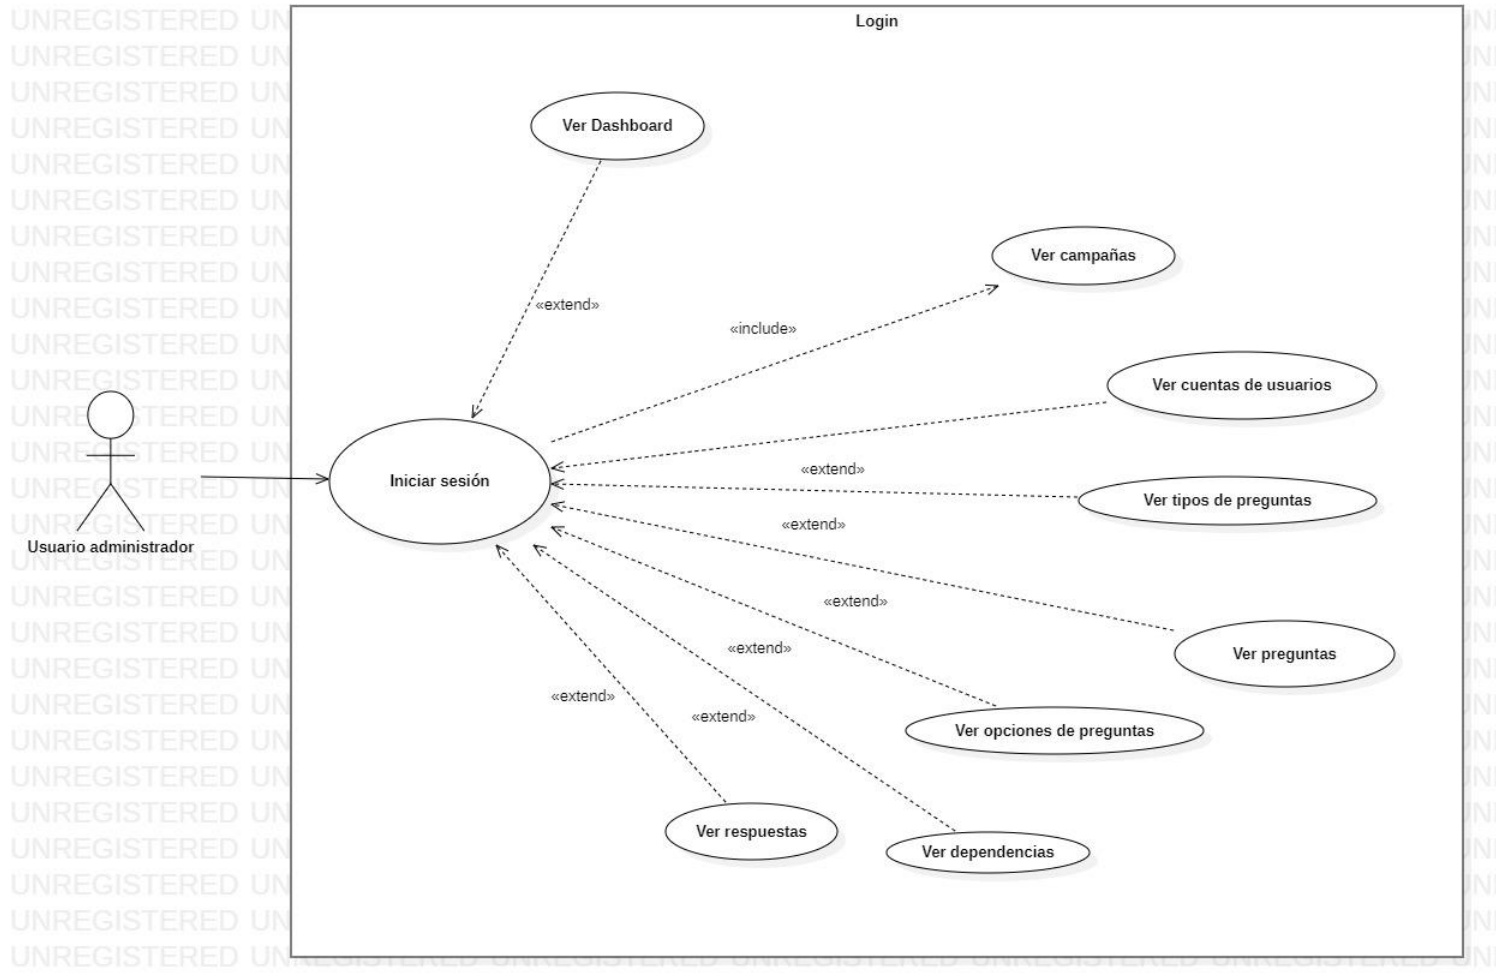 Login
Ver Dashboard
Ver campañas
«extend»
«include»
Ver cuentas de usuarios
«extend»
Iniciar sesión
Ver tipos de preguntas
«extend»
Usuario administrador
«extend»
«extend»
Ver preguntas
«extend»
«extend»
Ver opciones de preguntas
Ver respuestas
Ver dependencias
UNREGISTERED